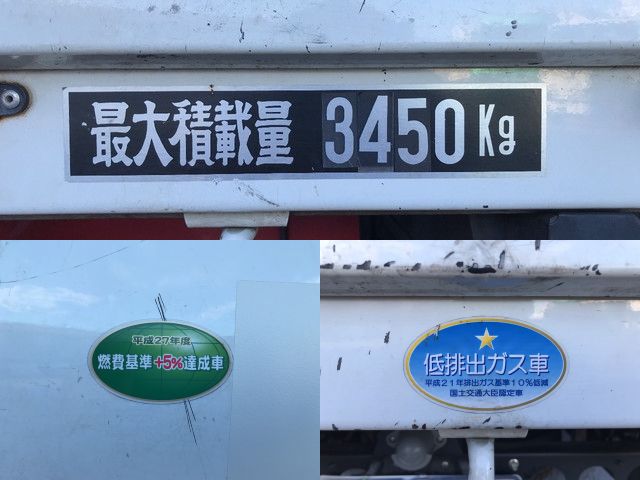 最大積載量 3450 Kg
平成27年度
燃費基準+5%達成車
低排出ガス車
平成21年排出ガス基準10%低減
国土交通大臣認定車